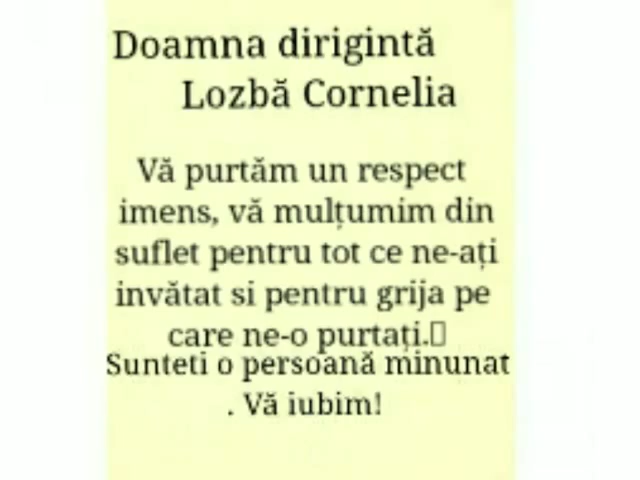 Doamna dirigintă
Lozbă Cornelia
Vă purtăm un respect
imens, vă mulțumim din
suflet pentru tot ce ne-ați
invătat si pentru grija pe
care ne-o purtați.
Sunteti o persoană minunat
. Vă iubim!